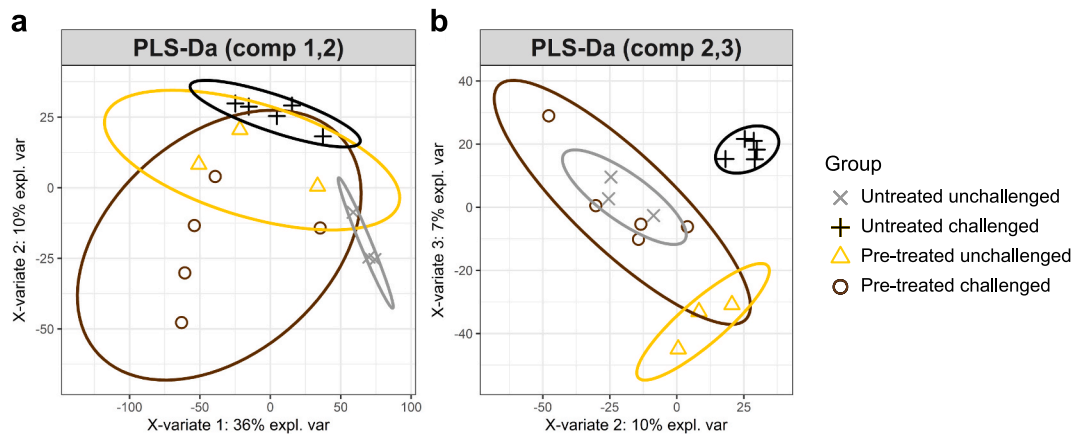 a
PLS-Da (comp 1,2)
25
0
-25
-50
X-variate 2: 10% expl. var
-100
-50
0
50
100
X-variate 1: 36% expl. var
b
PLS-Da (comp 2,3)
40
20
0
-20
-40
X-variate 3: 7% expl. var
-50
-25
0
25
X-variate 2: 10% expl. var
Group
Untreated unchallenged
Untreated challenged
Pre-treated unchallenged
Pre-treated challenged